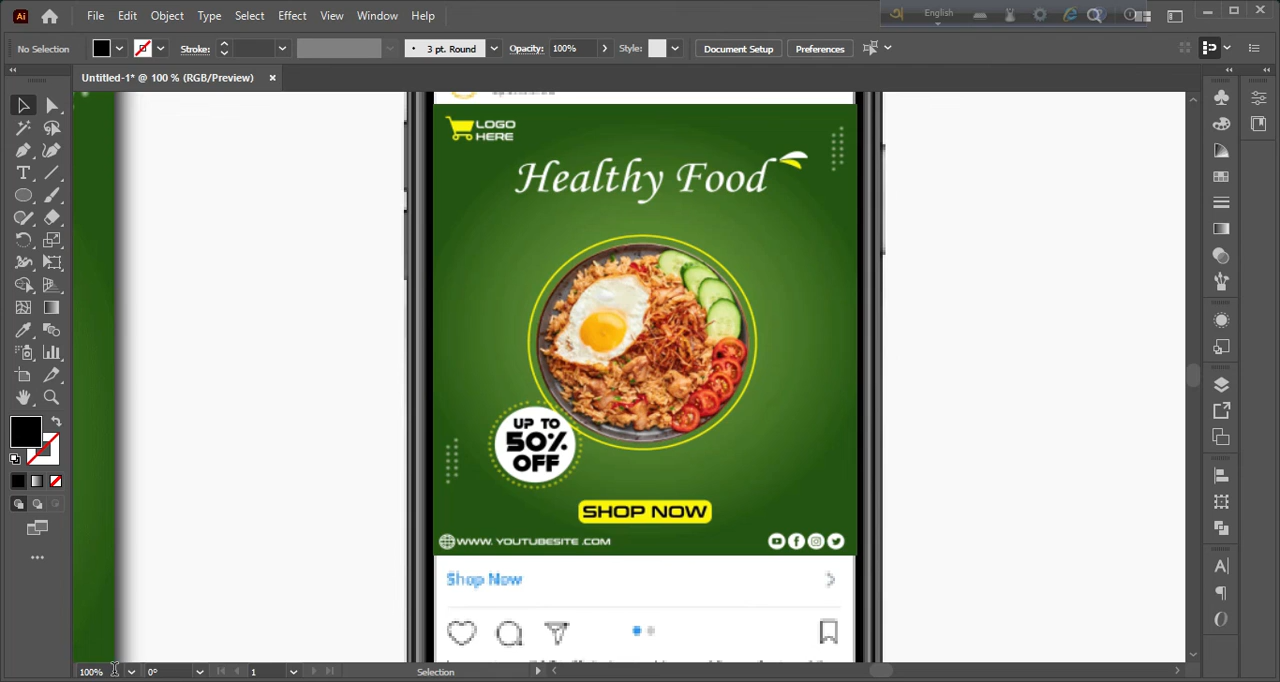 File Edit Object Type Select Effect View Window Help
English
No Selection
Stroke:
3 pt. Round
Opacity: 100%
Style:
Document Setup
Preferences
Untitled-1* @ 100 % (RGB/Preview) ×
LOGO
HERE
Healthy Food
UP TO
50%
OFF
SHOP NOW
WWW. YOUTUBESITE .COM
Shop Now
100%
0°
1
Selection